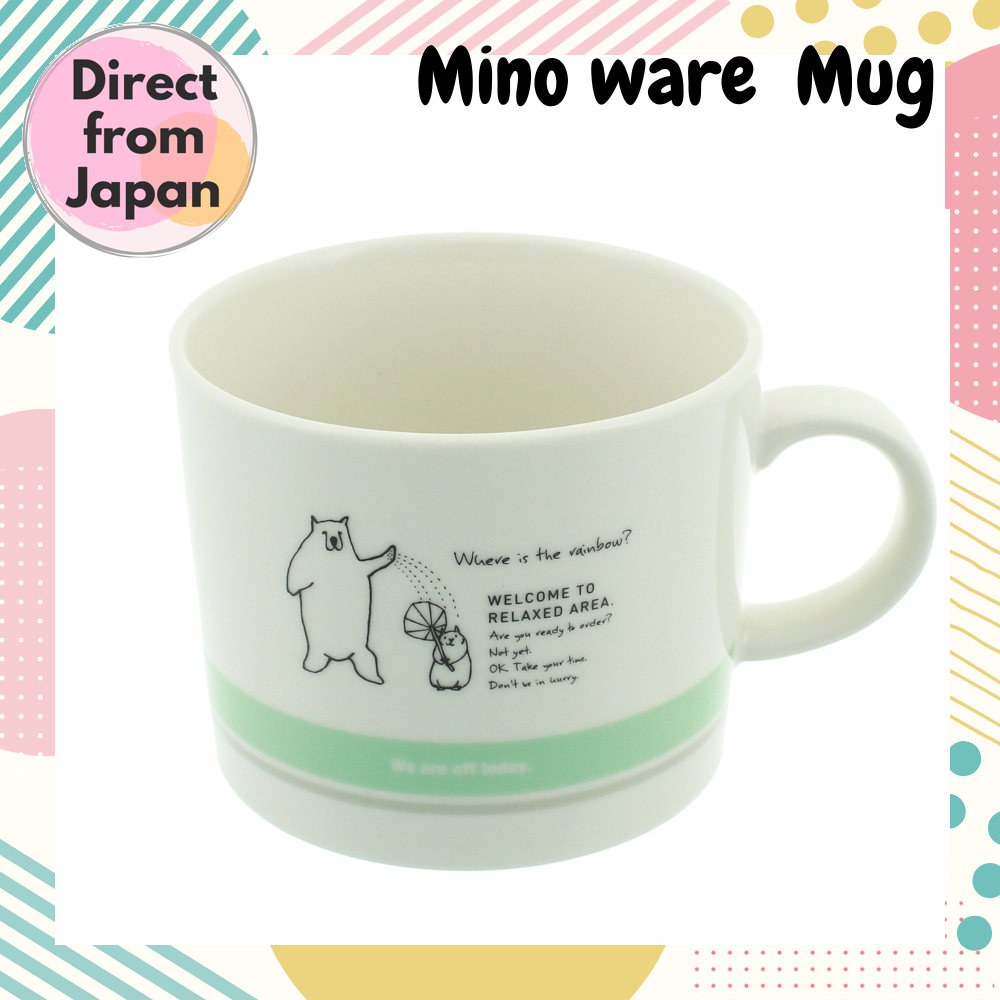 Direct
from
Japan
Mino ware Mug
Where is the rainbow?
WELCOME TO
RELAXED AREA.
Are you ready to order?
Not yet.
OK. Take your time.
Don't be in hurry.
We are off today.